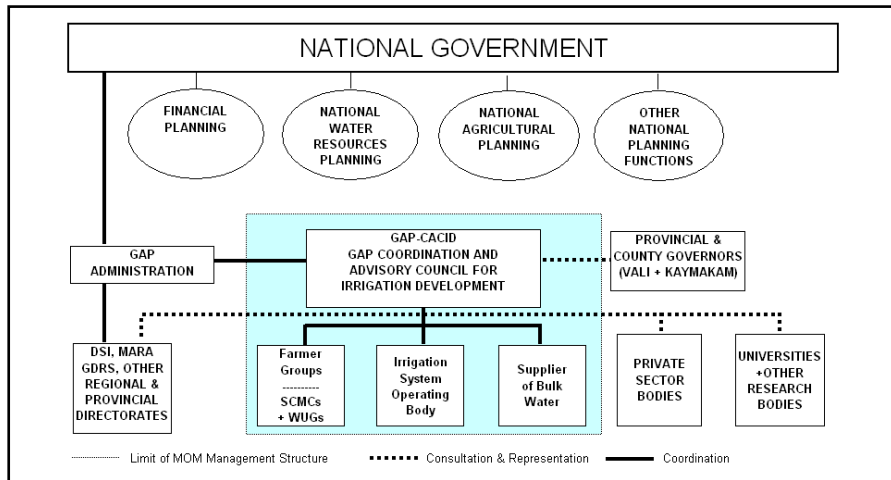 NATIONAL GOVERNMENT
FINANCIAL
PLANNING
NATIONAL
WATER
RESOURCES
PLANNING
NATIONAL
AGRICULTURAL
PLANNING
OTHER
NATIONAL
PLANNING
FUNCTIONS
GAP
ADMINISTRATION
GAP-CACID
GAP COORDINATION AND
ADVISORY COUNCIL FOR
IRRIGATION DEVELOPMENT
PROVINCIAL &
COUNTY GOVERNORS
(VALI + KAYMAKAM)
DSI, MARA
GDRS, OTHER
REGIONAL &
PROVINCIAL
DIRECTORATES
Farmer
Groups
----------
SCMCs
+ WUGs
Irrigation
System
Operating
Body
Supplier
of Bulk
Water
PRIVATE
SECTOR
BODIES
UNIVERSITIES
+OTHER
RESEARCH
BODIES
Limit of MOM Management Structure
Consultation & Representation
Coordination